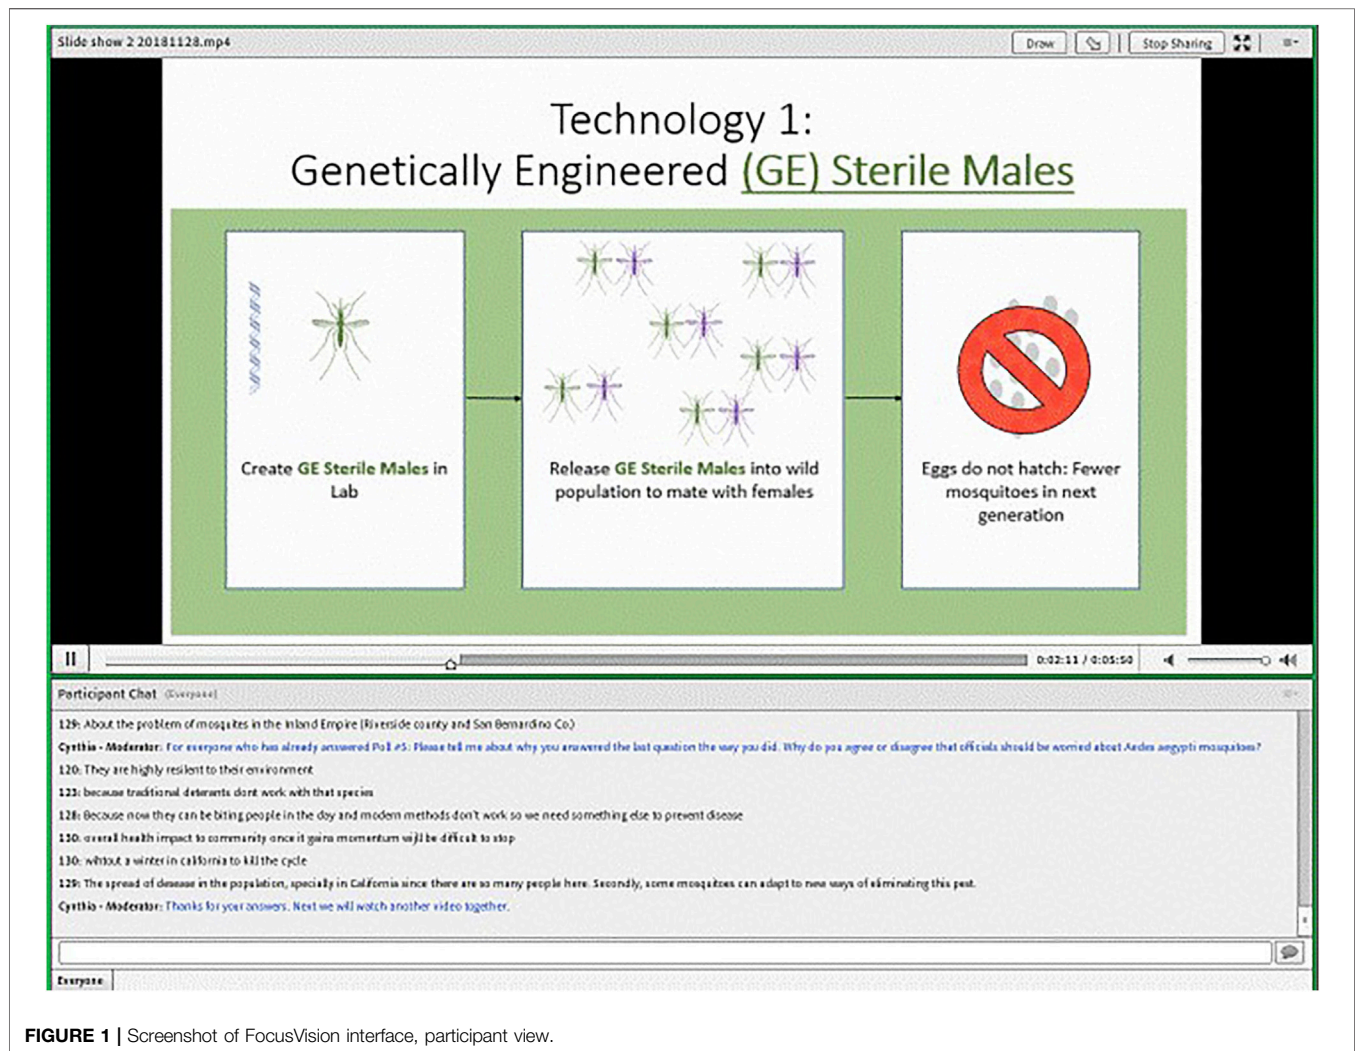 Slide show 2 20181128.mp4
Draw
Stop Sharing
Technology 1:
Genetically Engineered (GE) Sterile Males
Create GE Sterile Males in
Lab
Release GE Sterile Males into wild
population to mate with females
Eggs do not hatch: Fewer
mosquitoes in next
generation
0:02:11 / 0:05:50
Participant Chat (Everyone)
129: About the problem of mosquites in the Inland Empire (Riverside county and San Bernardino Co.)
Cynthia - Moderator: For everyone who has already answered Poll #5: Please tell me about why you answered the last question the way you did. Why do you agree or disagree that officials should be worried about Aedes aegypti mosquitoes?
120: They are highly resilent to their environment
123: because traditional deterants dont work with that species
128: Because now they can be biting people in the day and modern methods don't work so we need something else to prevent disease
130: overall health impact to community once it gains momentum will be difficult to stop
130: wihtout a winter in california to kill the cycle
129: The spread of desease in the population, specially in California since there are so many people here. Secondly, some mosquitoes can adapt to new ways of eliminating this pest.
Cynthia - Moderator: Thanks for your answers. Next we will watch another video together.
Everyone
FIGURE 1 | Screenshot of FocusVision interface, participant view.